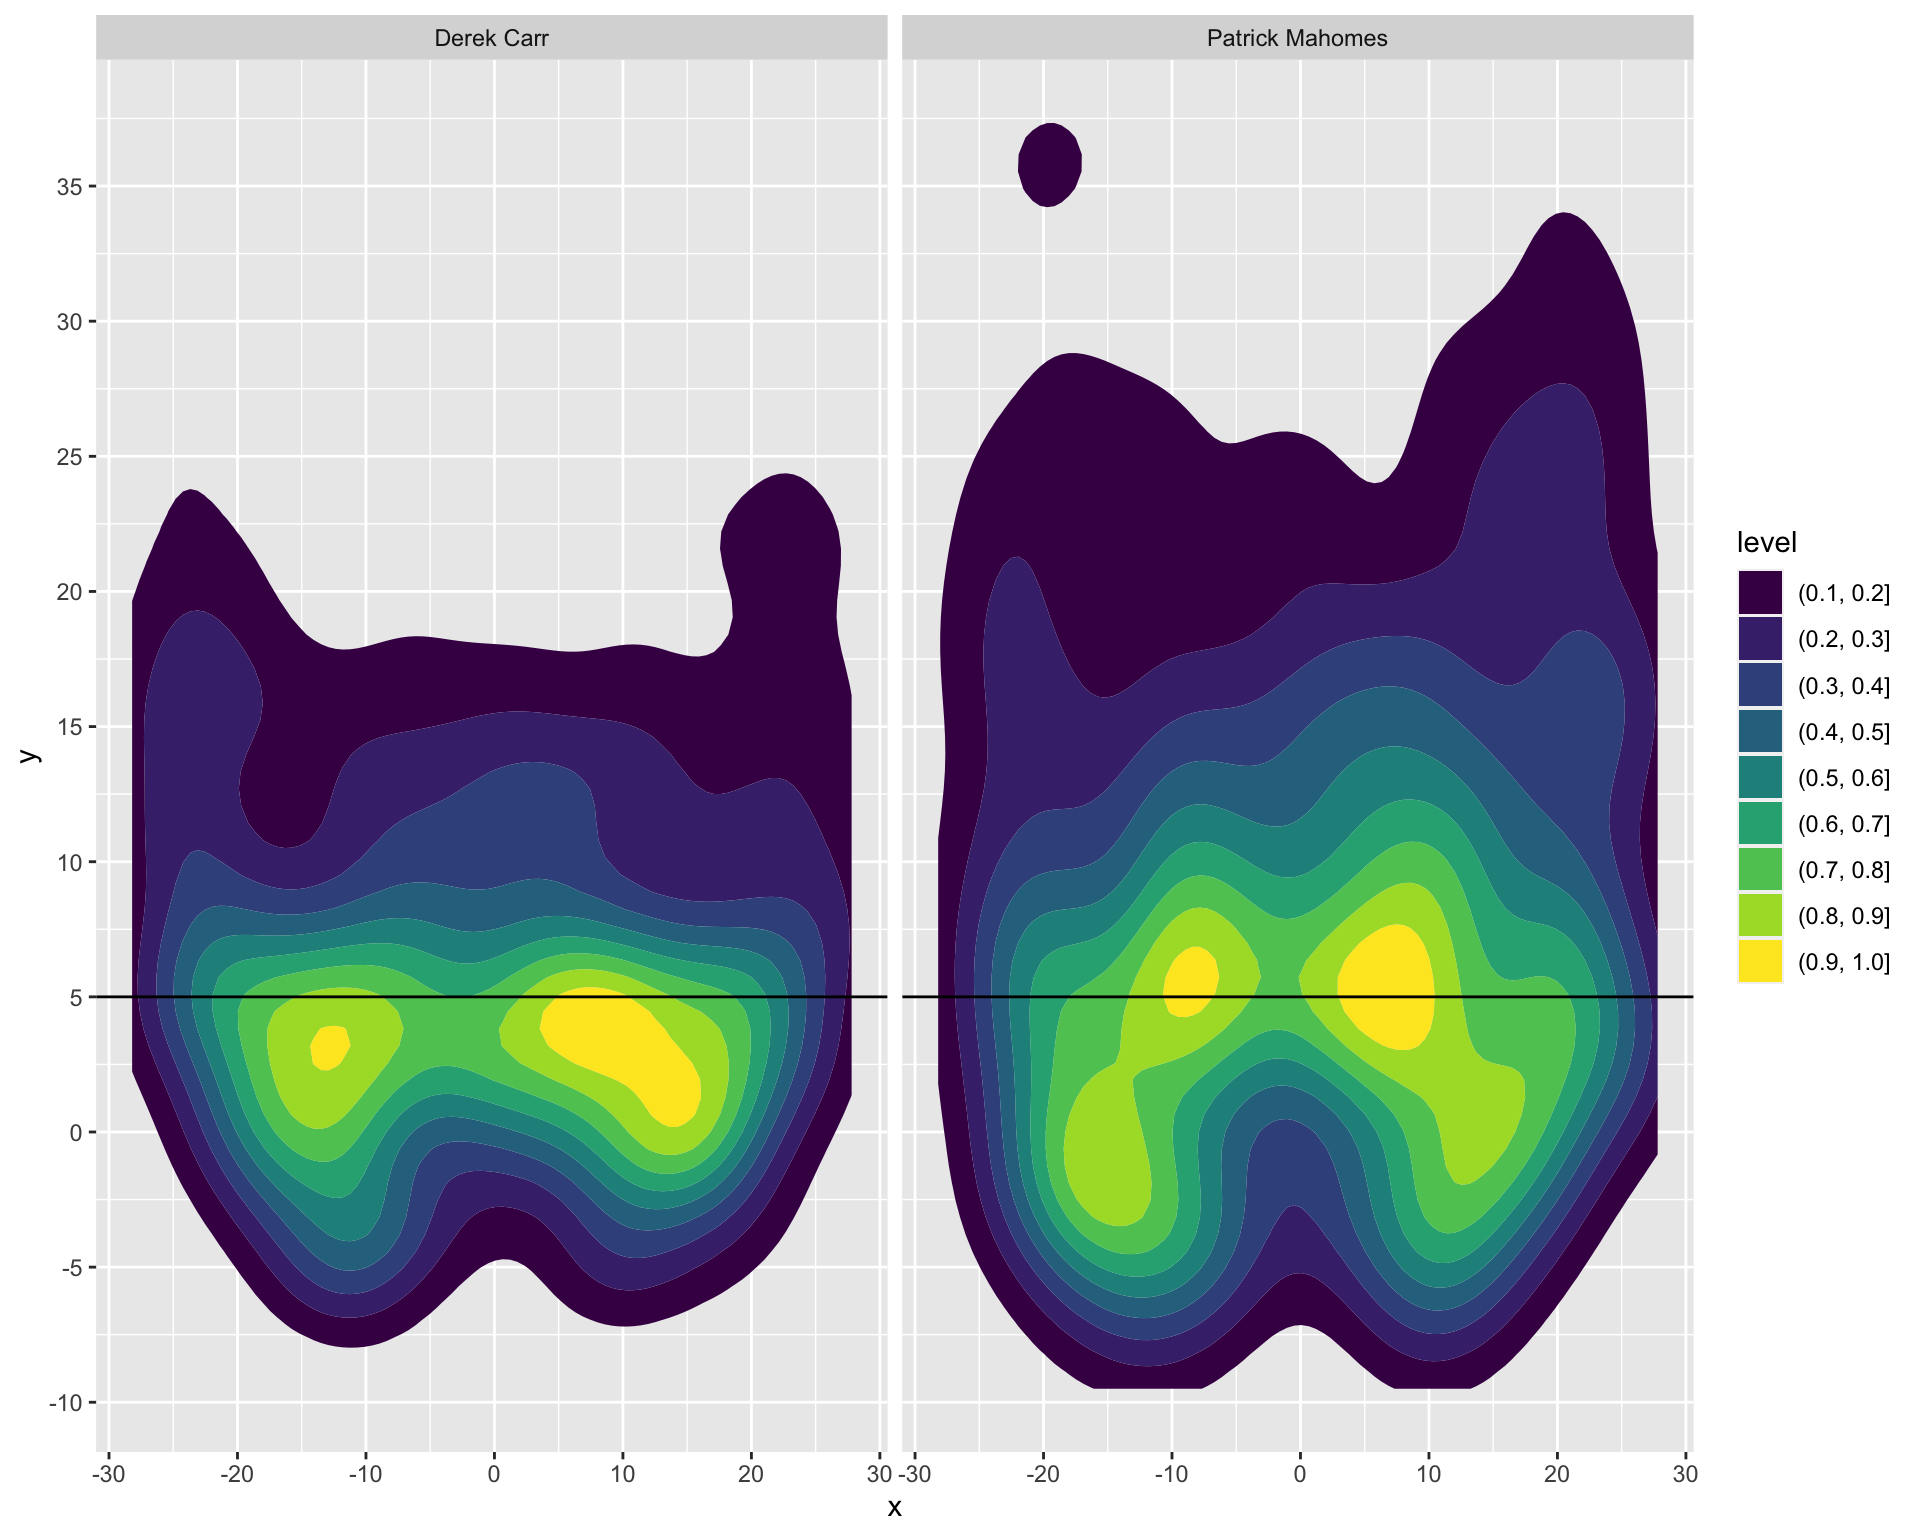 Derek Carr
Patrick Mahomes
35
30
25
20
15
10
5
0
-5
-10
y
-30 -20 -10 0 10 20 30
-30 -20 -10 0 10 20 30
x
level
(0.1, 0.2]
(0.2, 0.3]
(0.3, 0.4]
(0.4, 0.5]
(0.5, 0.6]
(0.6, 0.7]
(0.7, 0.8]
(0.8, 0.9]
(0.9, 1.0]